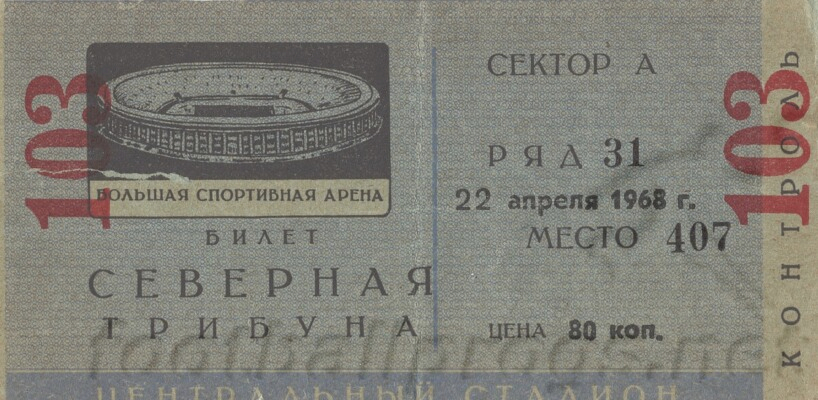 103
БОЛЬШАЯ СПОРТИВНАЯ АРЕНА
БИЛЕТ
СЕВЕРНАЯ
ТРИБУНА
СЕКТОР А
РЯД 31
22 апреля 1968 г.
МЕСТО 407
ЦЕНА 80 коп.
103
КОНТРОЛЬ
ЦЕНТРАЛЬНЫЙ СТАДИОН